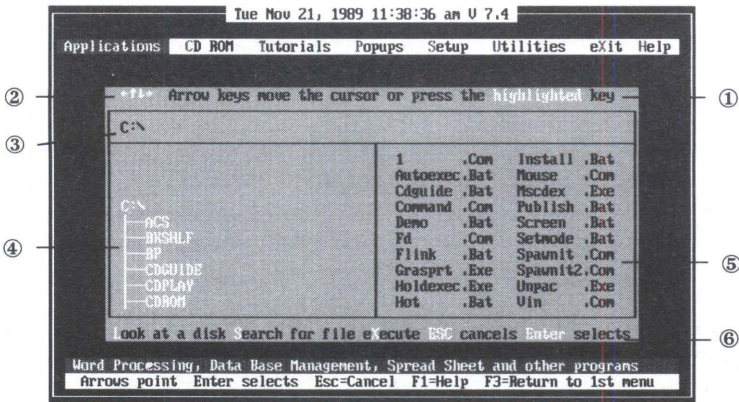 Tue Nov 21, 1989 11:38:36 am V 7.4
Applications CD ROM Tutorials Popups Setup Utilities eXit Help
② ←↑↓→ Arrow keys move the cursor or press the highlighted key ①
③ C:\
1 .Com Install .Bat
Autoexec.Bat Mouse .Com
Cdguide .Bat Mscdex .Exe
C:\ Command .Com Publish .Bat
ACS Demo .Bat Screen .Bat
BKSHLF Fd .Com Setmode .Bat
④ BP Flink .Bat Spawnit .Com
CDGUIDE Grasprt .Exe Spawnit2.Com ⑤
CDPLAY Holdexec.Exe Unpac .Exe
CDROM Hot .Bat Vin .Com
Look at a disk Search for file eXecute ESC cancels Enter selects ⑥
Word Processing, Data Base Management, Spread Sheet and other programs
Arrows point Enter selects Esc=Cancel F1=Help F3=Return to 1st menu